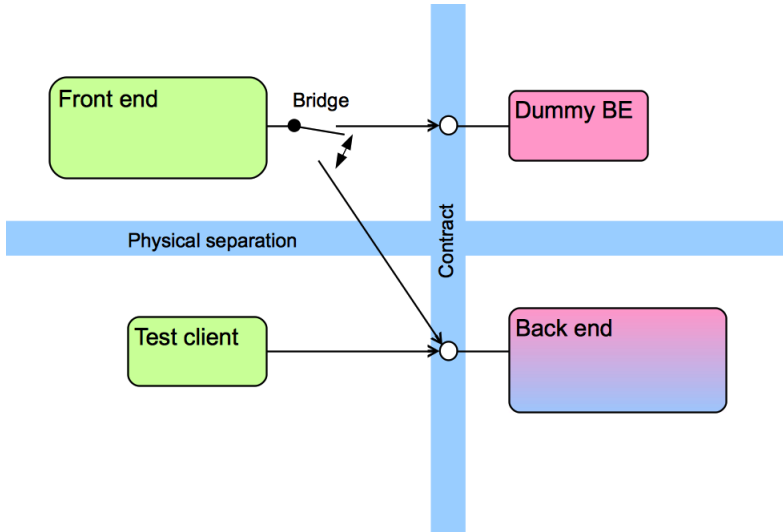 Front end
Bridge
Dummy BE
Physical separation
Contract
Test client
Back end